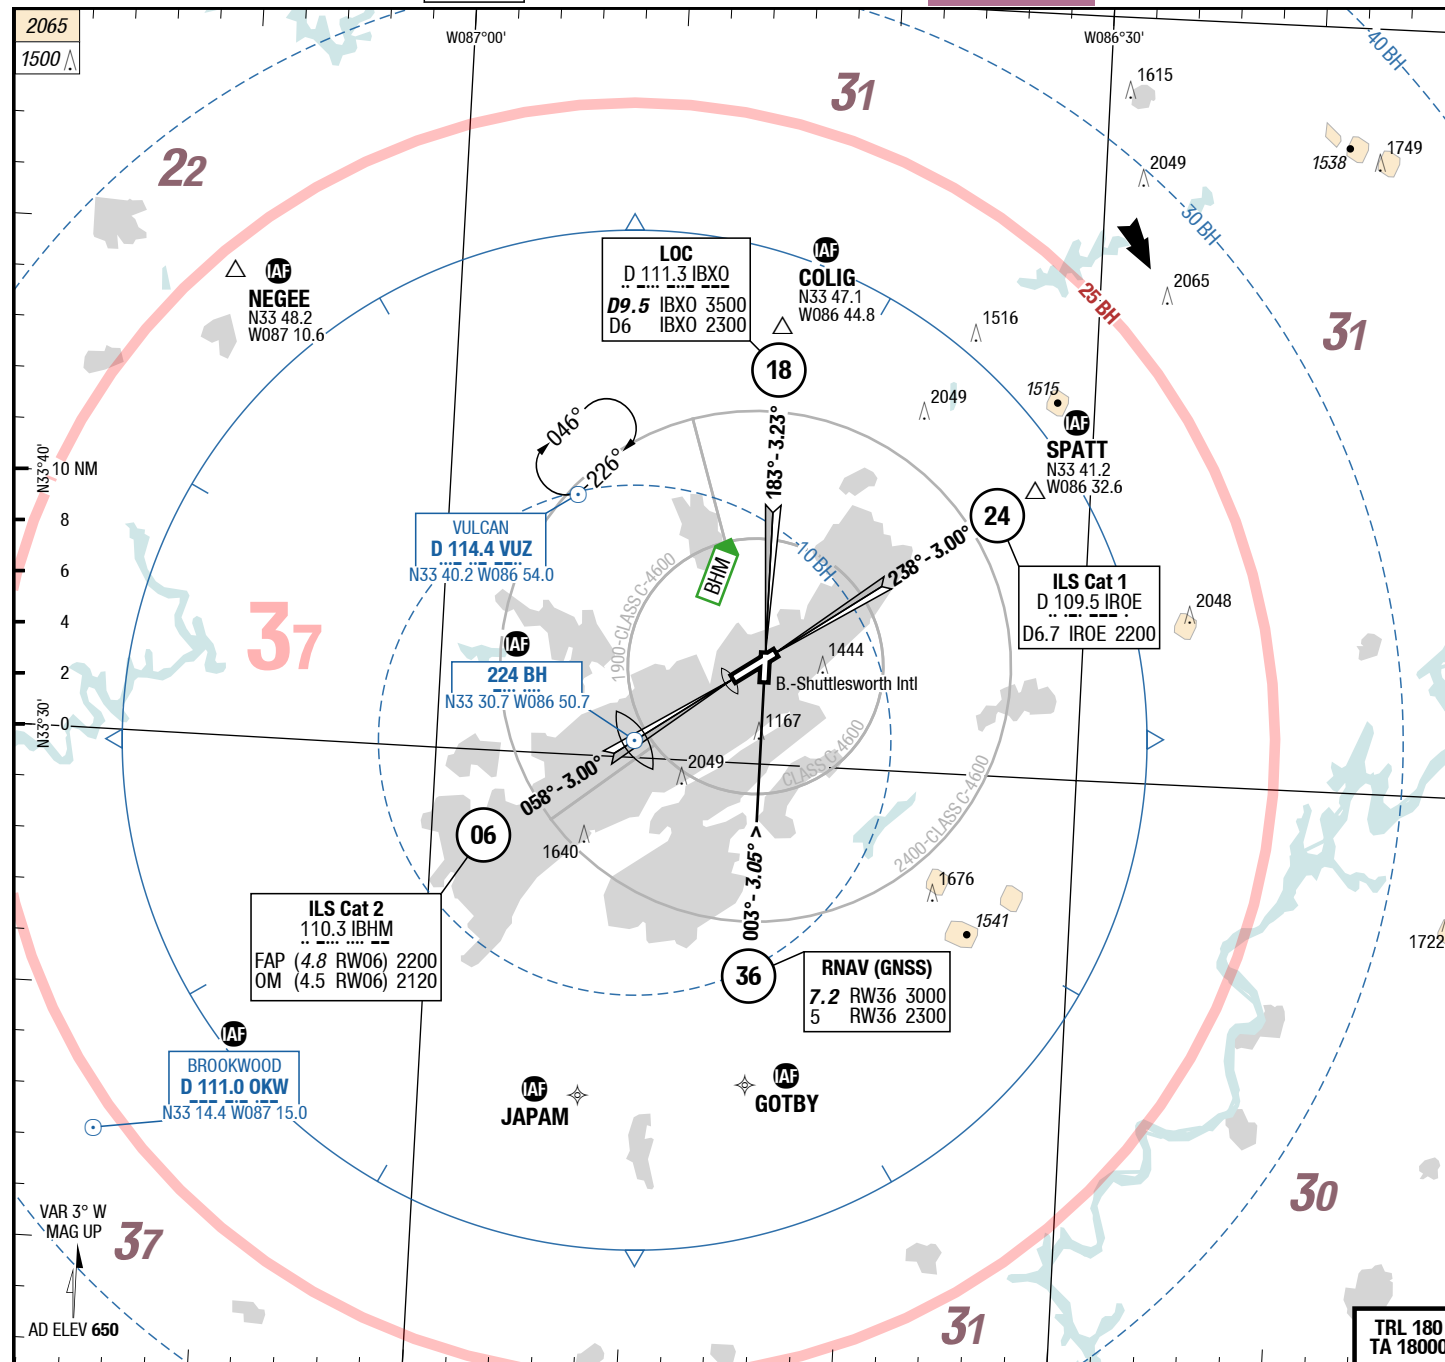 2065
1500
W087°00'
W086°30'
40 BH
31
1615
22
1538
1749
2049
30 BH
IAF
NEGEE
N33 48.2
W087 10.6
LOC
D 111.3 IBXO
D9.5 IBXO 3500
D6 IBXO 2300
IAF
COLIG
N33 47.1
W086 44.8
2065
25 BH
31
1516
18
1515
2049
IAF
SPATT
N33 41.2
W086 32.6
046°
226°
183°- 3.23°
N33°40'
10 NM
8
6
4
2
0
N33°30'
24
VULCAN
D 114.4 VUZ
N33 40.2 W086 54.0
10 BH
238°- 3.00°
BHM
1900-CLASS C-4600
ILS Cat 1
D 109.5 IROE
D6.7 IROE 2200
2048
37
IAF
224 BH
N33 30.7 W086 50.7
1444
B.-Shuttlesworth Intl
1167
CLASS C-4600
2049
2400-CLASS C-4600
058°- 3.00°
06
1640
003°- 3.05° >
1676
1541
1722
ILS Cat 2
110.3 IBHM
FAP (4.8 RW06) 2200
OM (4.5 RW06) 2120
36
RNAV (GNSS)
7.2 RW36 3000
5 RW36 2300
IAF
BROOKWOOD
D 111.0 OKW
N33 14.4 W087 15.0
IAF
JAPAM
IAF
GOTBY
30
VAR 3° W
MAG UP
37
AD ELEV 650
31
TRL 180
TA 18000